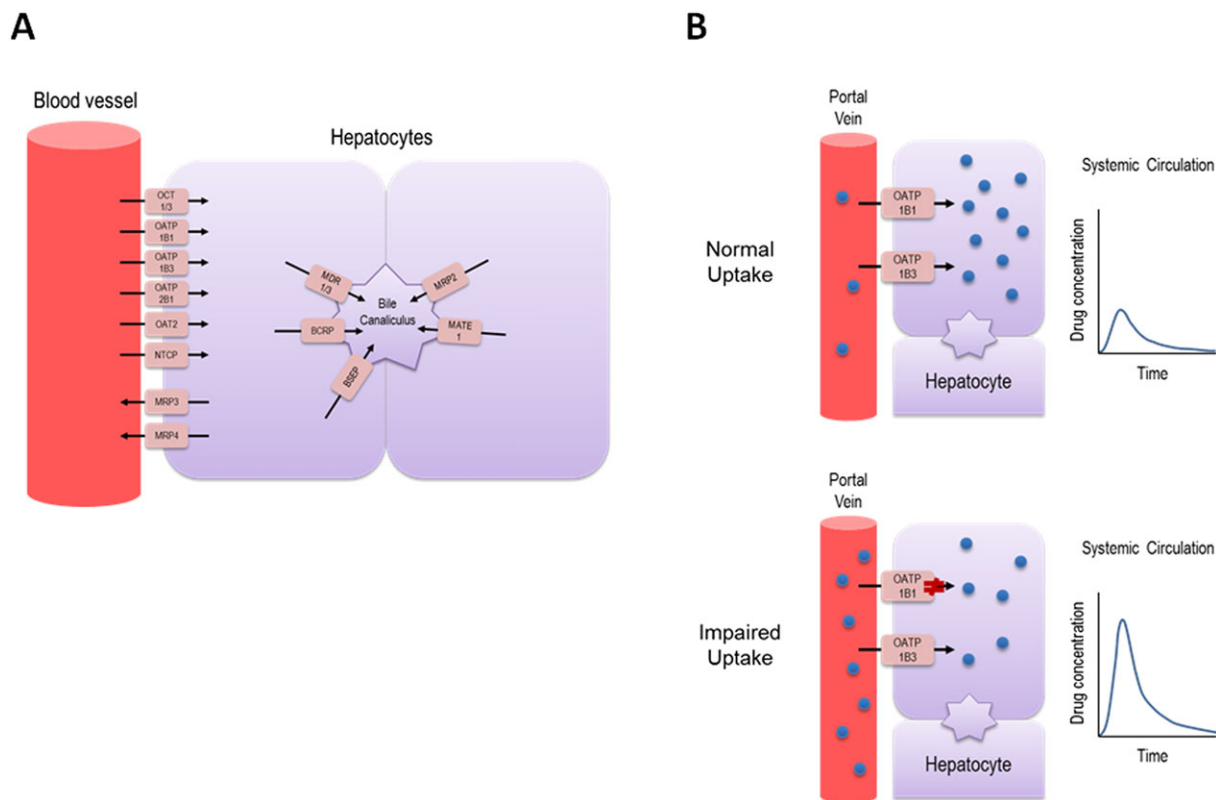 A
Blood vessel
Hepatocytes
OCT
1/3
OATP
1B1
OATP
1B3
OATP
2B1
OAT2
NTCP
MRP3
MRP4
MDR
1/3
MRP2
Bile
Canaliculus
BCRP
MATE
1
BSEP
B
Portal
Vein
Systemic Circulation
Normal
Uptake
OATP
1B1
OATP
1B3
Hepatocyte
Drug concentration
Time
Portal
Vein
Systemic Circulation
Impaired
Uptake
OATP
1B1
OATP
1B3
Hepatocyte
Drug concentration
Time